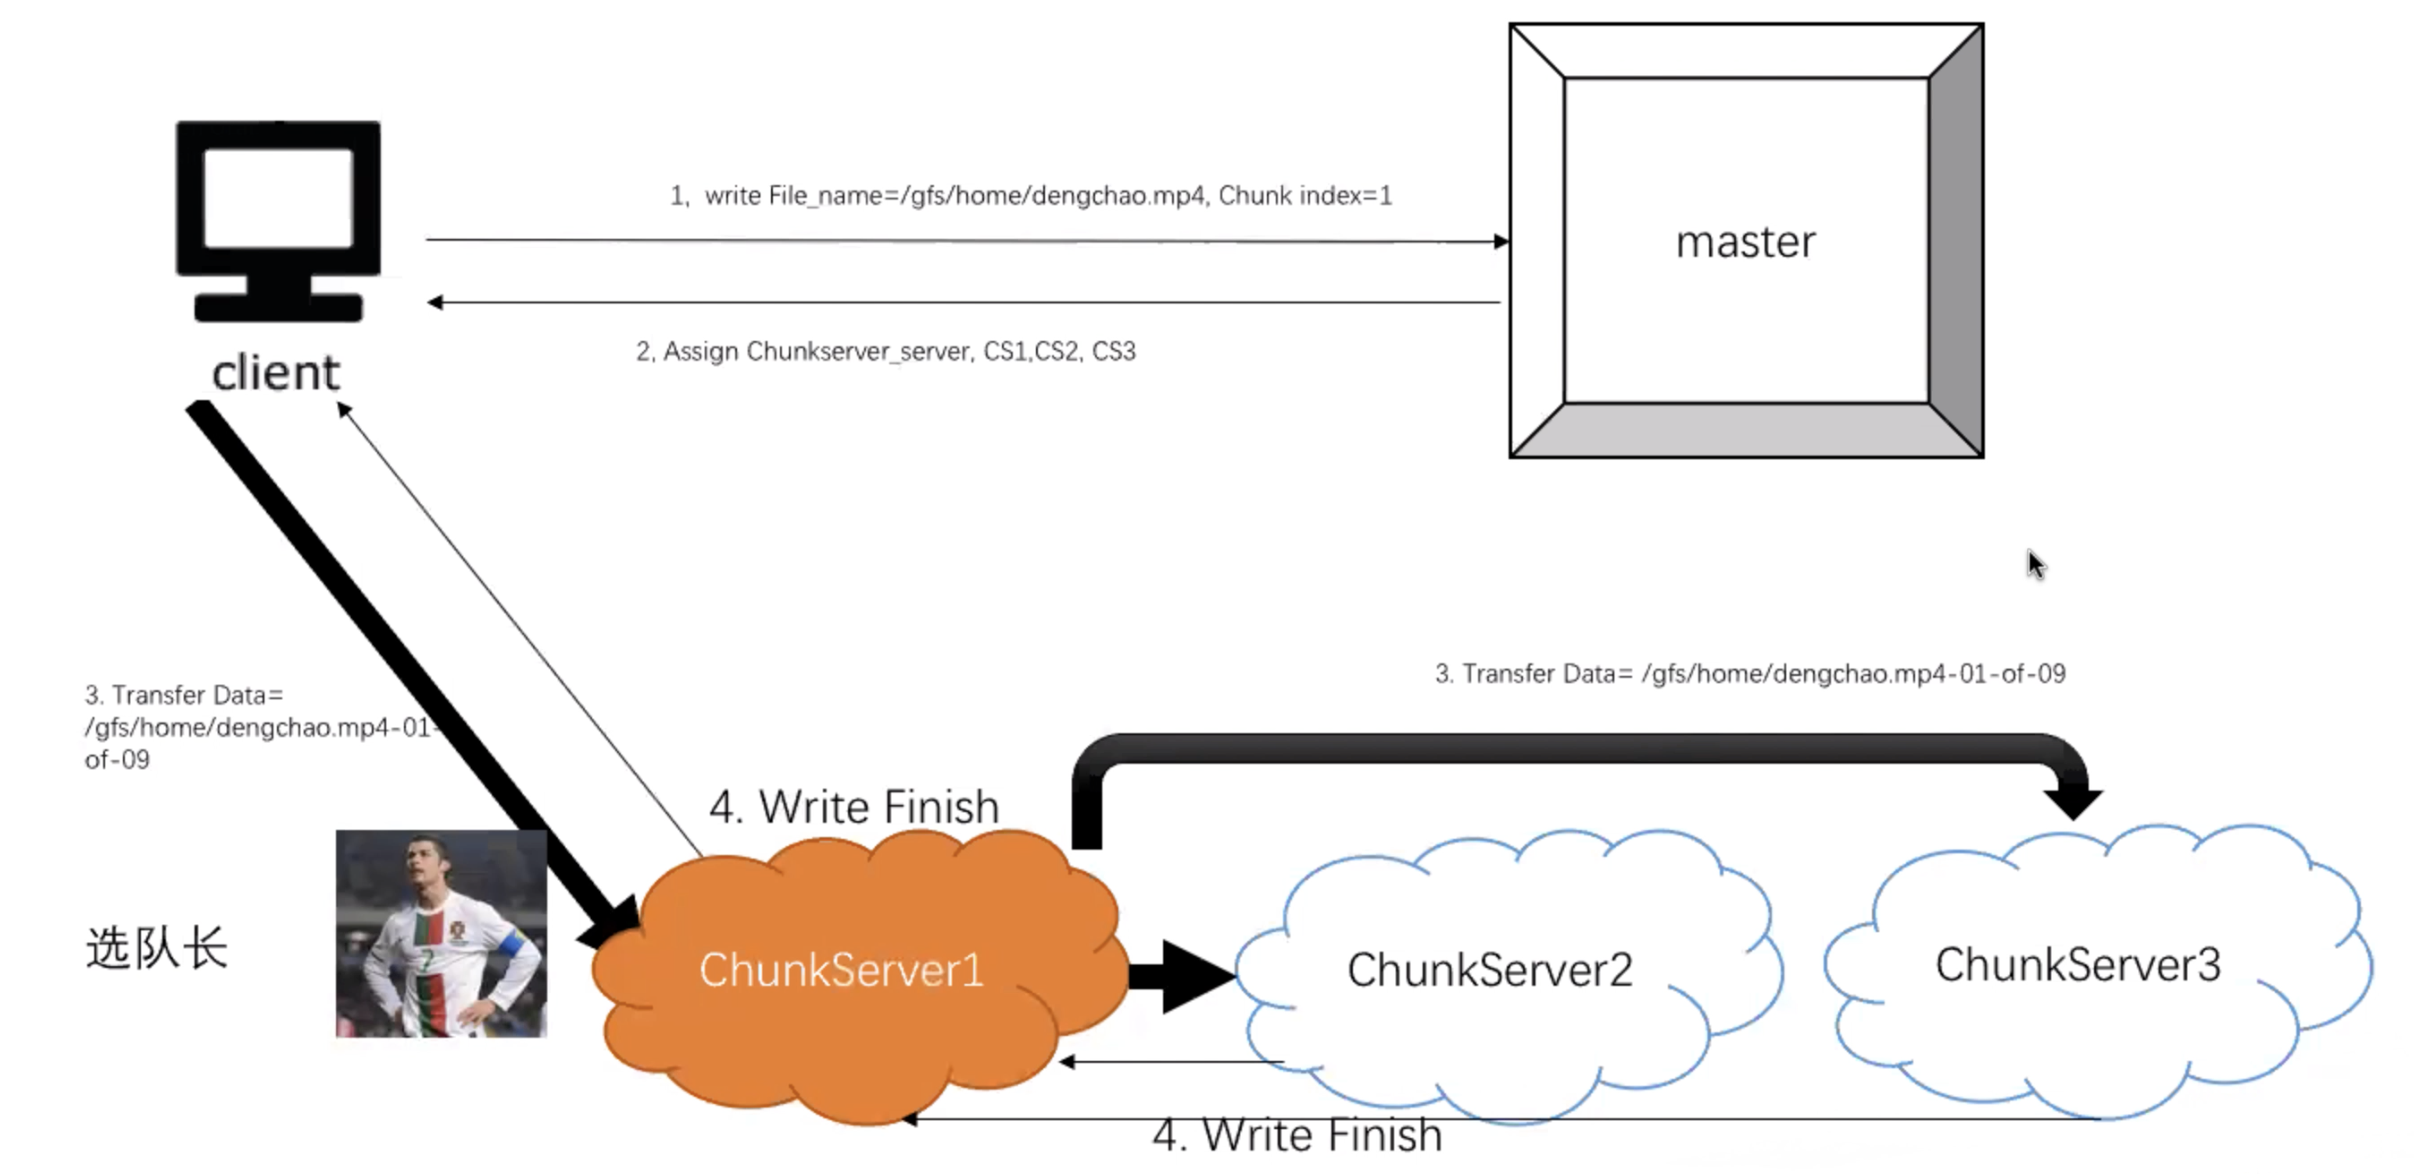 1,  write File_name=/gfs/home/dengchao.mp4, Chunk index=1
master
2, Assign Chunkserver_server, CS1,CS2, CS3
client
3. Transfer Data=
/gfs/home/dengchao.mp4-01-
of-09
3. Transfer Data= /gfs/home/dengchao.mp4-01-of-09
4. Write Finish
选队长
7
ChunkServer1
ChunkServer2
ChunkServer3
4. Write Finish